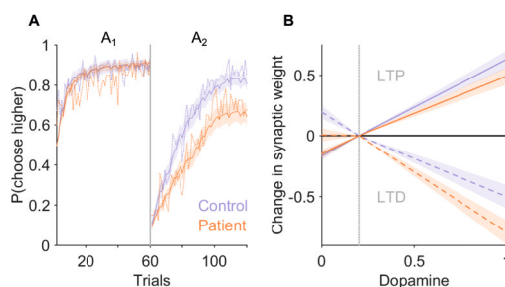 A
A₁
A₂
P(choose higher)
1
0.8
0.6
0.4
0.2
0
20
60
100
Trials
Control
Patient
B
Change in synaptic weight
0.5
0
-0.5
LTP
LTD
0
0.5
1
Dopamine